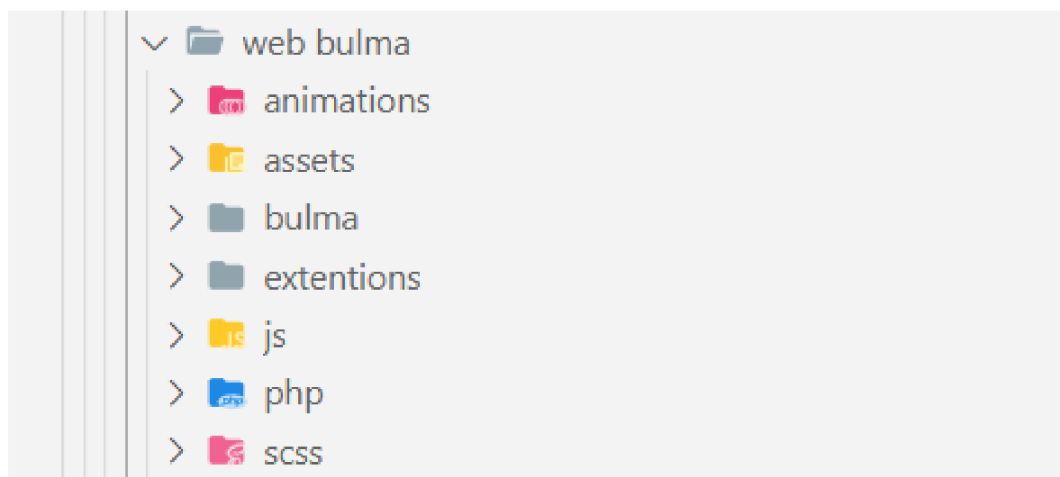 web bulma
animations
assets
bulma
extentions
js
php
scss